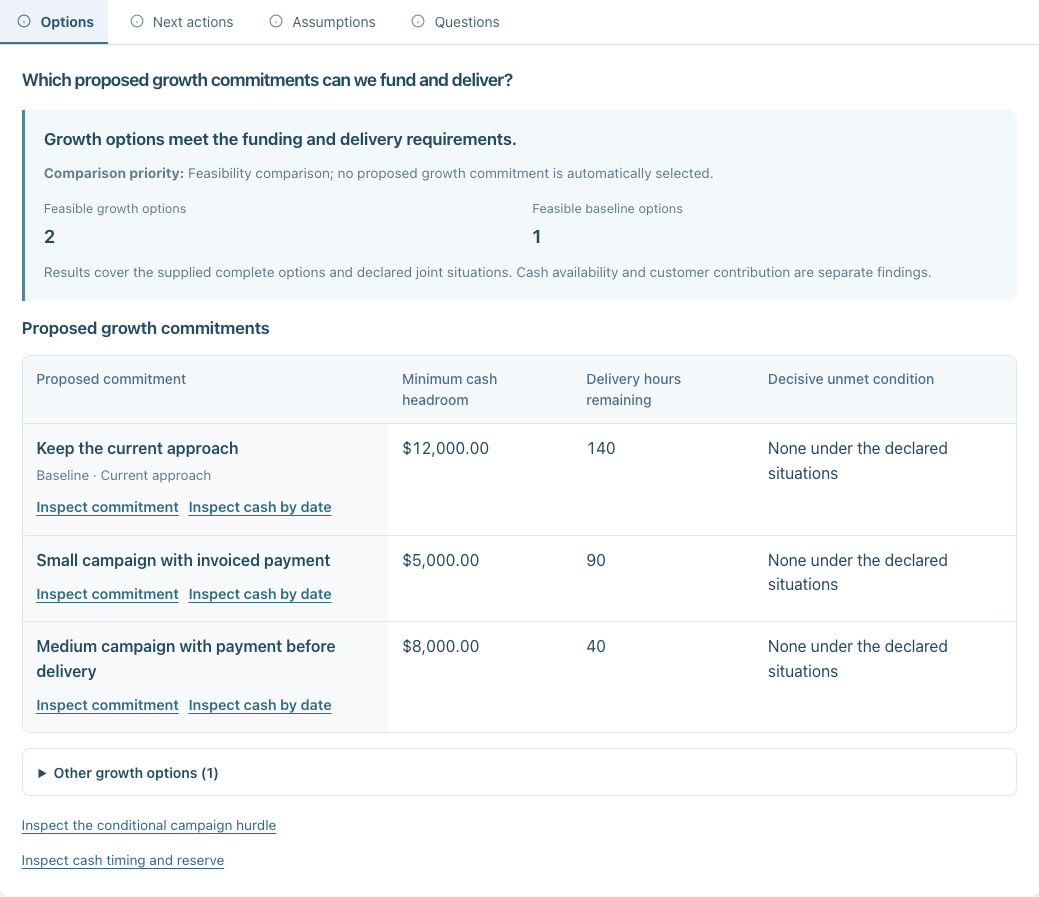 Options
Next actions
Assumptions
Questions
Which proposed growth commitments can we fund and deliver?
Growth options meet the funding and delivery requirements.
Comparison priority: Feasibility comparison; no proposed growth commitment is automatically selected.
Feasible growth options
Feasible baseline options
2
1
Results cover the supplied complete options and declared joint situations. Cash availability and customer contribution are separate findings.
Proposed growth commitments
Proposed commitment
Minimum cash
headroom
Delivery hours
remaining
Decisive unmet condition
Keep the current approach
Baseline · Current approach
Inspect commitment Inspect cash by date
$12,000.00
140
None under the declared
situations
Small campaign with invoiced payment
Inspect commitment Inspect cash by date
$5,000.00
90
None under the declared
situations
Medium campaign with payment before
delivery
Inspect commitment Inspect cash by date
$8,000.00
40
None under the declared
situations
Other growth options (1)
Inspect the conditional campaign hurdle
Inspect cash timing and reserve